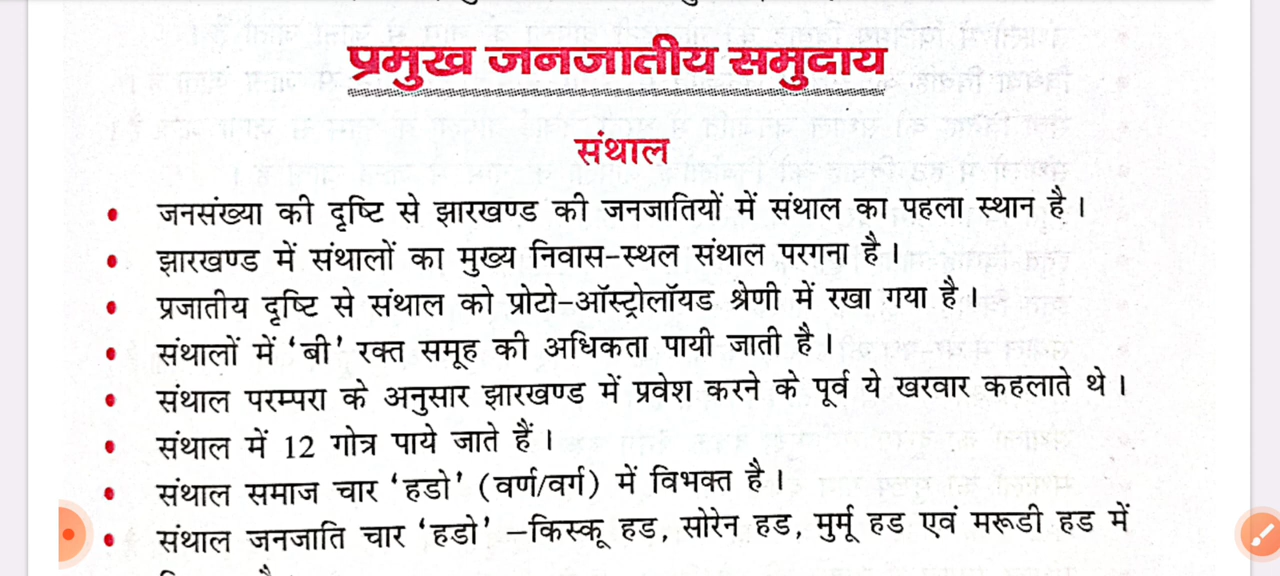 प्रमुख जनजातीय समुदाय
संथाल
• जनसंख्या की दृष्टि से झारखण्ड की जनजातियों में संथाल का पहला स्थान है।
• झारखण्ड में संथालों का मुख्य निवास-स्थल संथाल परगना है।
• प्रजातीय दृष्टि से संथाल को प्रोटो-ऑस्ट्रोलॉयड श्रेणी में रखा गया है।
• संथालों में ‘बी’ रक्त समूह की अधिकता पायी जाती है।
• संथाल परम्परा के अनुसार झारखण्ड में प्रवेश करने के पूर्व ये खरवार कहलाते थे।
• संथाल में 12 गोत्र पाये जाते हैं।
• संथाल समाज चार ‘हडो’ (वर्ण/वर्ग) में विभक्त है।
• संथाल जनजाति चार ‘हडो’ –किस्कू हड, सोरेन हड, मुर्मू हड एवं मरूडी हड में